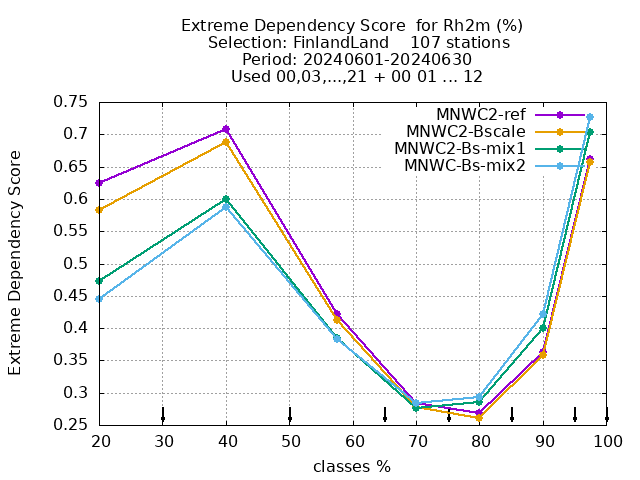 Extreme Dependency Score  for Rh2m (%)
Selection: FinlandLand    107 stations
Period: 20240601-20240630
Used 00,03,...,21 + 00 01 ... 12
MNWC2-ref
MNWC2-Bscale
MNWC2-Bs-mix1
MNWC-Bs-mix2
Extreme Dependency Score
0.75
0.7
0.65
0.6
0.55
0.5
0.45
0.4
0.35
0.3
0.25
20 30 40 50 60 70 80 90 100
classes %